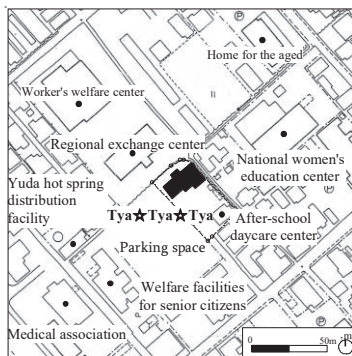 P
Home for the aged
Worker's welfare center
Regional exchange center
National women's
education center
Yuda hot spring
distribution
facility
Tya☆Tya☆Tya
After-school
daycare center
P
Parking space
Welfare facilities
for senior citizens
Medical association
0 50m